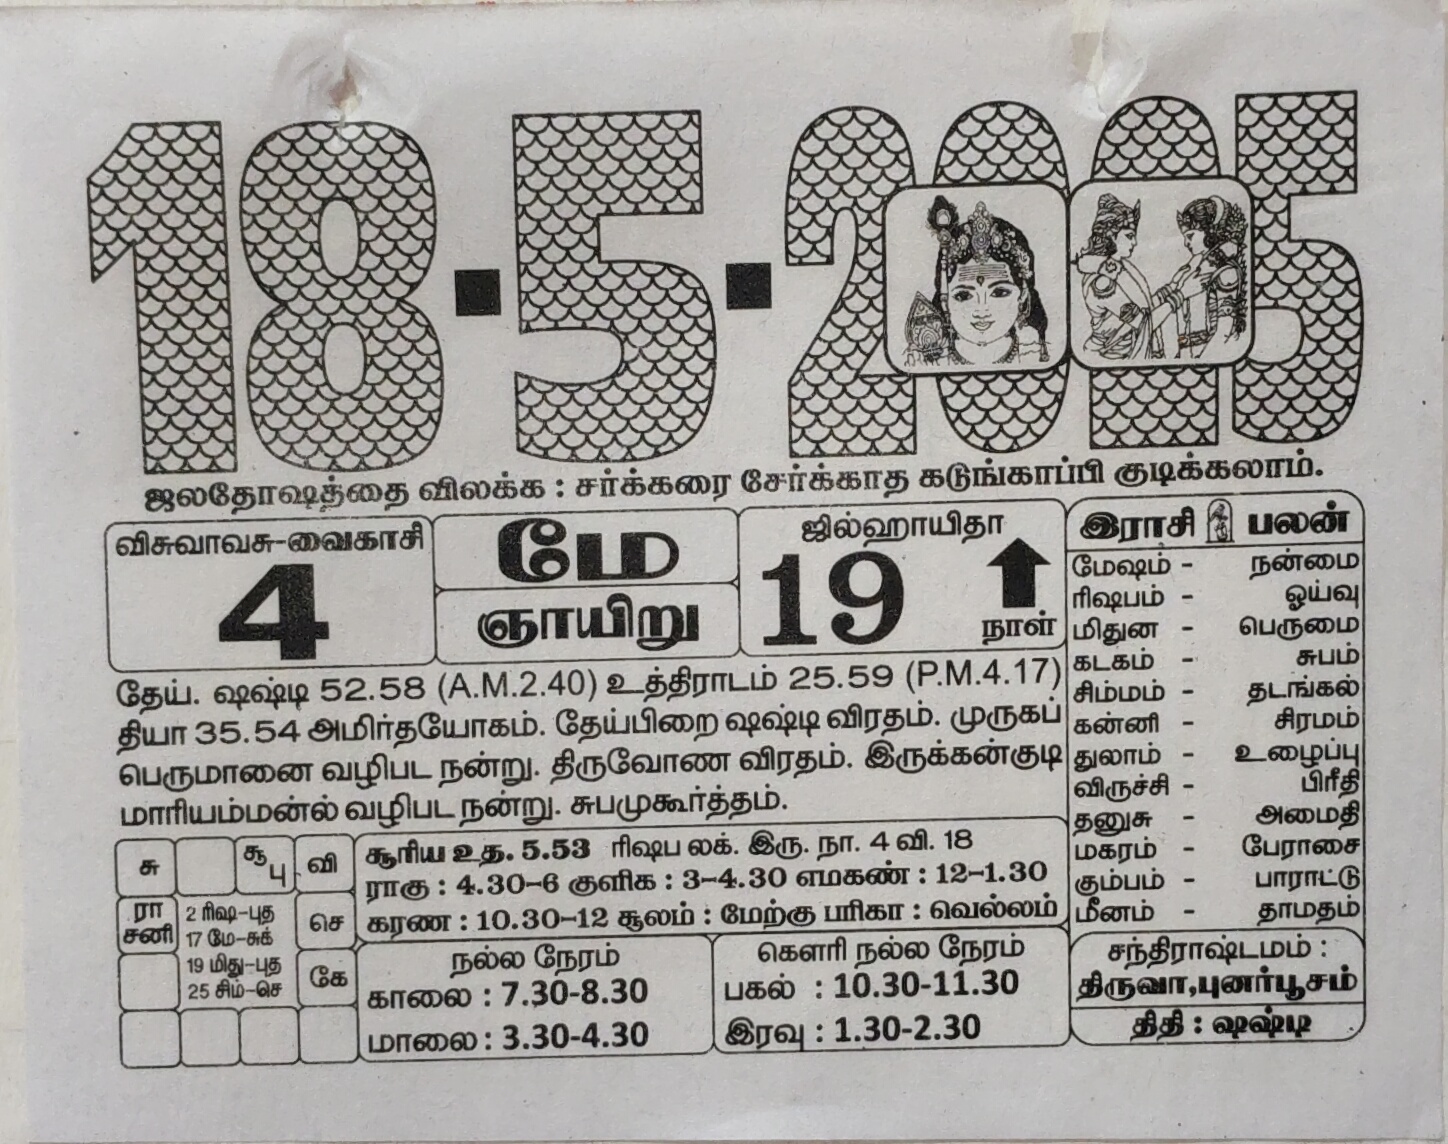 18.5.2025
ஜலதோஷத்தை விலக்க : சர்க்கரை சேர்க்காத கடுங்காப்பி குடிக்கலாம்.
விசுவாவசு-வைகாசி
4
மே
ஞாயிறு
ஜில்ஹாயிதா
19
நாள்
தேய். ஷஷ்டி 52.58 (A.M.2.40) உத்திராடம் 25.59 (P.M.4.17)
தியா 35.54 அமிர்தயோகம். தேய்பிறை ஷஷ்டி விரதம். முருகப்
பெருமானை வழிபட நன்று. திருவோண விரதம். இருக்கன்குடி
மாரியம்மன்ல் வழிபட நன்று. சுபமுகூர்த்தம்.
இராசி பலன்
மேஷம் - நன்மை
ரிஷபம் - ஓய்வு
மிதுன - பெருமை
கடகம் - சுபம்
சிம்மம் - தடங்கல்
கன்னி - சிரமம்
துலாம் - உழைப்பு
விருச்சி - பிரீதி
தனுசு - அமைதி
மகரம் - பேராசை
கும்பம் - பாராட்டு
மீனம் - தாமதம்
சு
சூ
பு
வி
ரா
சனி
2 ரிஷ-புத
17 மே-சுக்
19 மிது-புத
25 சிம்-செ
செ
கே
சூரிய உத. 5.53 ரிஷப லக். இரு. நா. 4 வி. 18
ராகு : 4.30-6 குளிக : 3-4.30 எமகண் : 12-1.30
கரண : 10.30-12 சூலம் : மேற்கு பரிகா : வெல்லம்
நல்ல நேரம்
காலை : 7.30-8.30
மாலை : 3.30-4.30
கௌரி நல்ல நேரம்
பகல் : 10.30-11.30
இரவு : 1.30-2.30
சந்திராஷ்டமம் :
திருவா,புனர்பூசம்
திதி : ஷஷ்டி